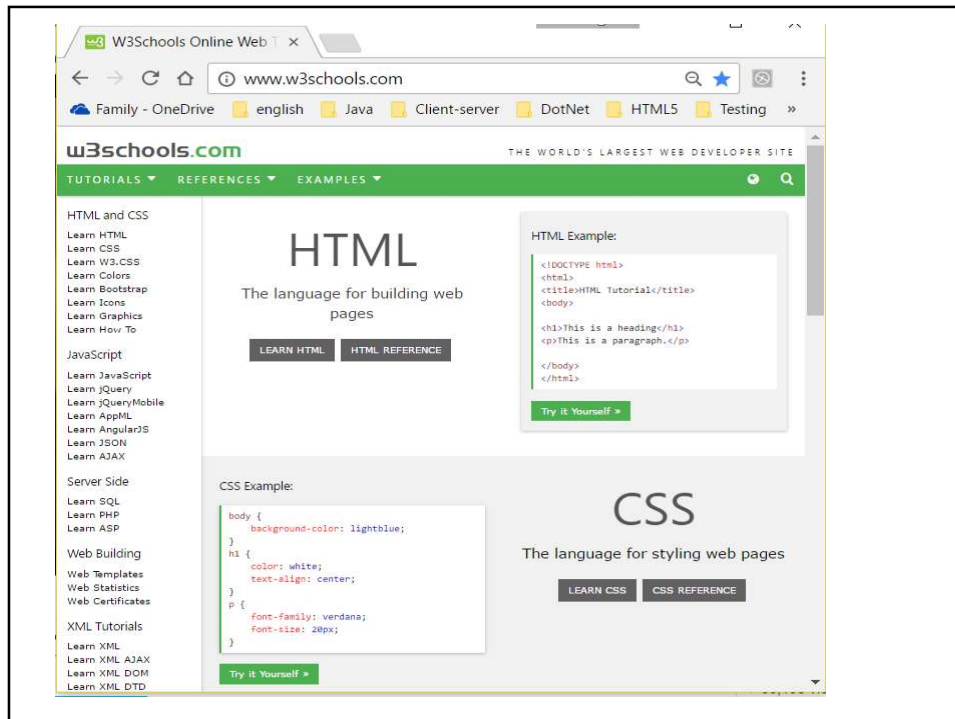 W3Schools Online Web T
www.w3schools.com
Family - OneDrive english Java Client-server DotNet HTML5 Testing »
w3schools.com THE WORLD'S LARGEST WEB DEVELOPER SITE
TUTORIALS REFERENCES EXAMPLES
HTML and CSS
Learn HTML
Learn CSS
Learn W3.CSS
Learn Colors
Learn Bootstrap
Learn Icons
Learn Graphics
Learn How To
JavaScript
Learn JavaScript
Learn jQuery
Learn jQueryMobile
Learn AppML
Learn AngularJS
Learn JSON
Learn AJAX
Server Side
Learn SQL
Learn PHP
Learn ASP
Web Building
Web Templates
Web Statistics
Web Certificates
XML Tutorials
Learn XML
Learn XML AJAX
Learn XML DOM
Learn XML DTD
HTML
The language for building web
pages
LEARN HTML HTML REFERENCE
HTML Example:
<!DOCTYPE html>
<html>
<title>HTML Tutorial</title>
<body>
<h1>This is a heading</h1>
<p>This is a paragraph.</p>
</body>
</html>
Try it Yourself »
CSS Example:
body {
background-color: lightblue;
}
h1 {
color: white;
text-align: center;
}
p {
font-family: verdana;
font-size: 20px;
}
Try it Yourself »
CSS
The language for styling web pages
LEARN CSS CSS REFERENCE